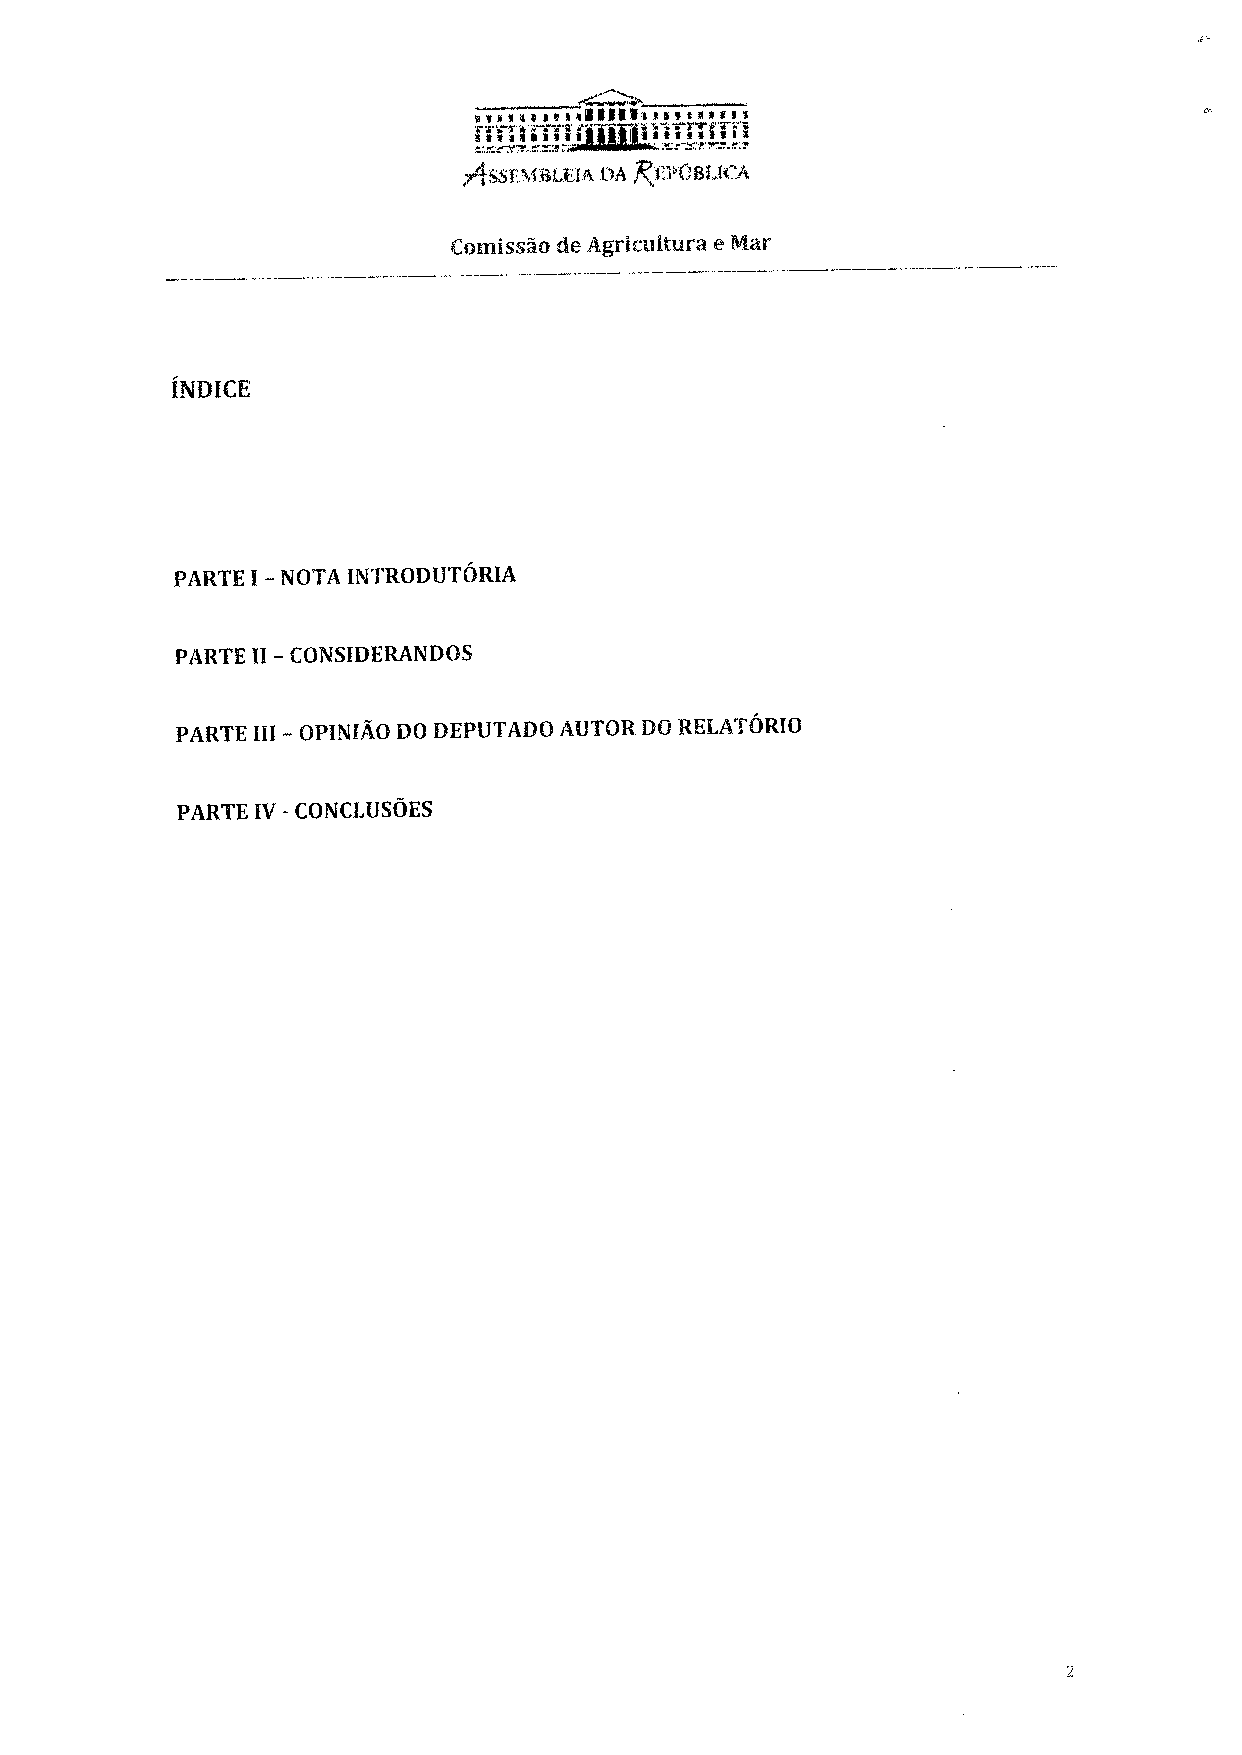 ASSEMBLEIA DA REPÚBLICA
Comissão de Agricultura e Mar
ÍNDICE
PARTE I – NOTA INTRODUTÓRIA
PARTE II – CONSIDERANDOS
PARTE III – OPINIÃO DO DEPUTADO AUTOR DO RELATÓRIO
PARTE IV - CONCLUSÕES
2